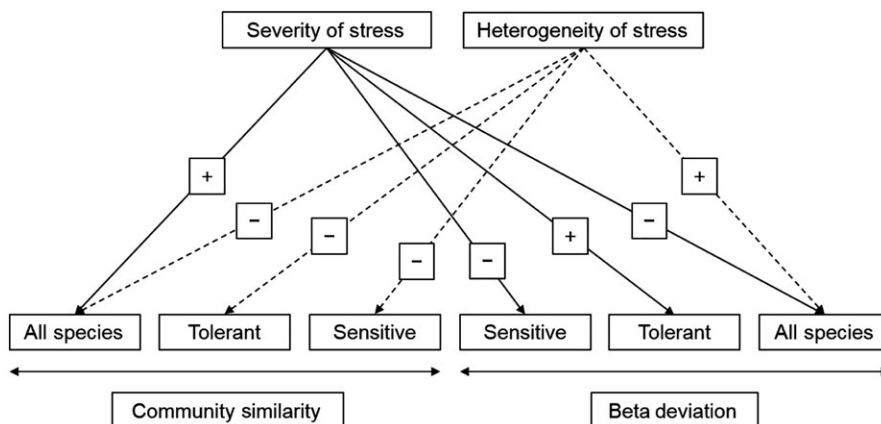 Severity of stress
Heterogeneity of stress
+
+
−
−
−
−
+
−
All species
Tolerant
Sensitive
Sensitive
Tolerant
All species
Community similarity
Beta deviation